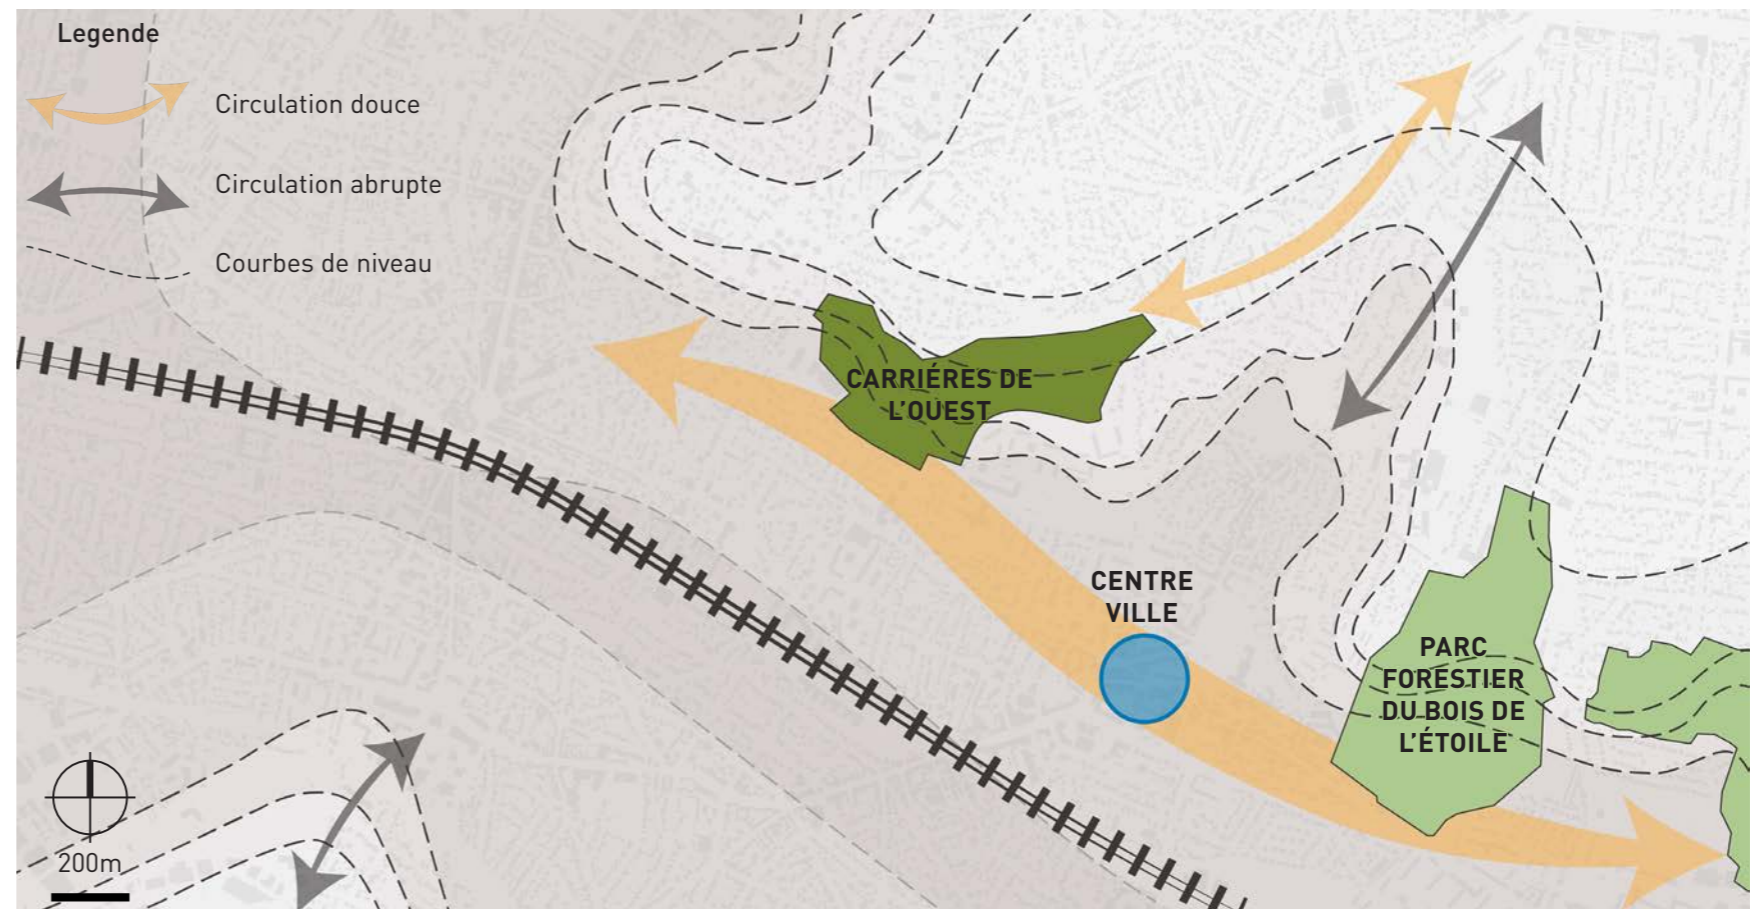 Legende
Circulation douce
Circulation abrupte
Courbes de niveau
CARRIÉRES DE
L'OUEST
CENTRE
VILLE
PARC
FORESTIER
DU BOIS DE
L'ÉTOILE
200m